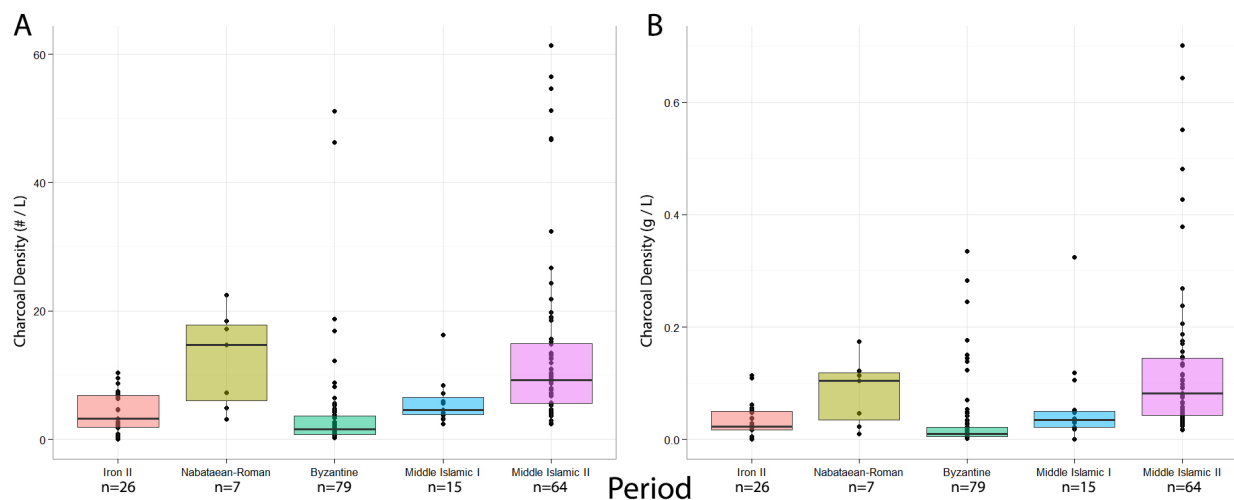 A
B
Charcoal Density (# / L)
60
40
20
0
Iron II
Nabataean-Roman
Byzantine
Middle Islamic I
Middle Islamic II
n=26
n=7
n=79
n=15
n=64
Charcoal Density (g / L)
0.6
0.4
0.2
0.0
Iron II
Nabataean-Roman
Byzantine
Middle Islamic I
Middle Islamic II
n=26
n=7
n=79
n=15
n=64
Period